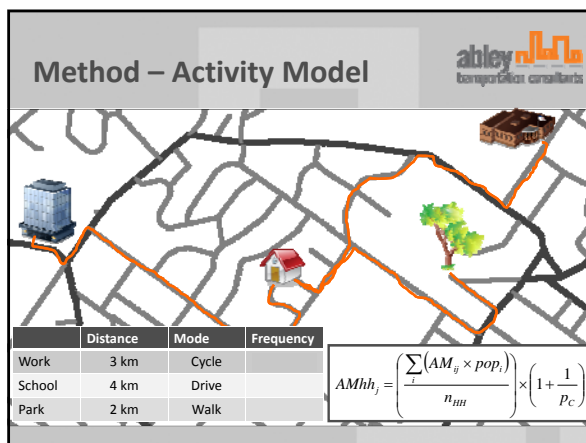 Method – Activity Model
abley
transportation consultants
Distance Mode Frequency
Work 3 km Cycle
School 4 km Drive
Park 2 km Walk
AMhh_j = ( ∑_i (AM_ij × pop_i) / n_HH ) × ( 1 + 1 / p_C )